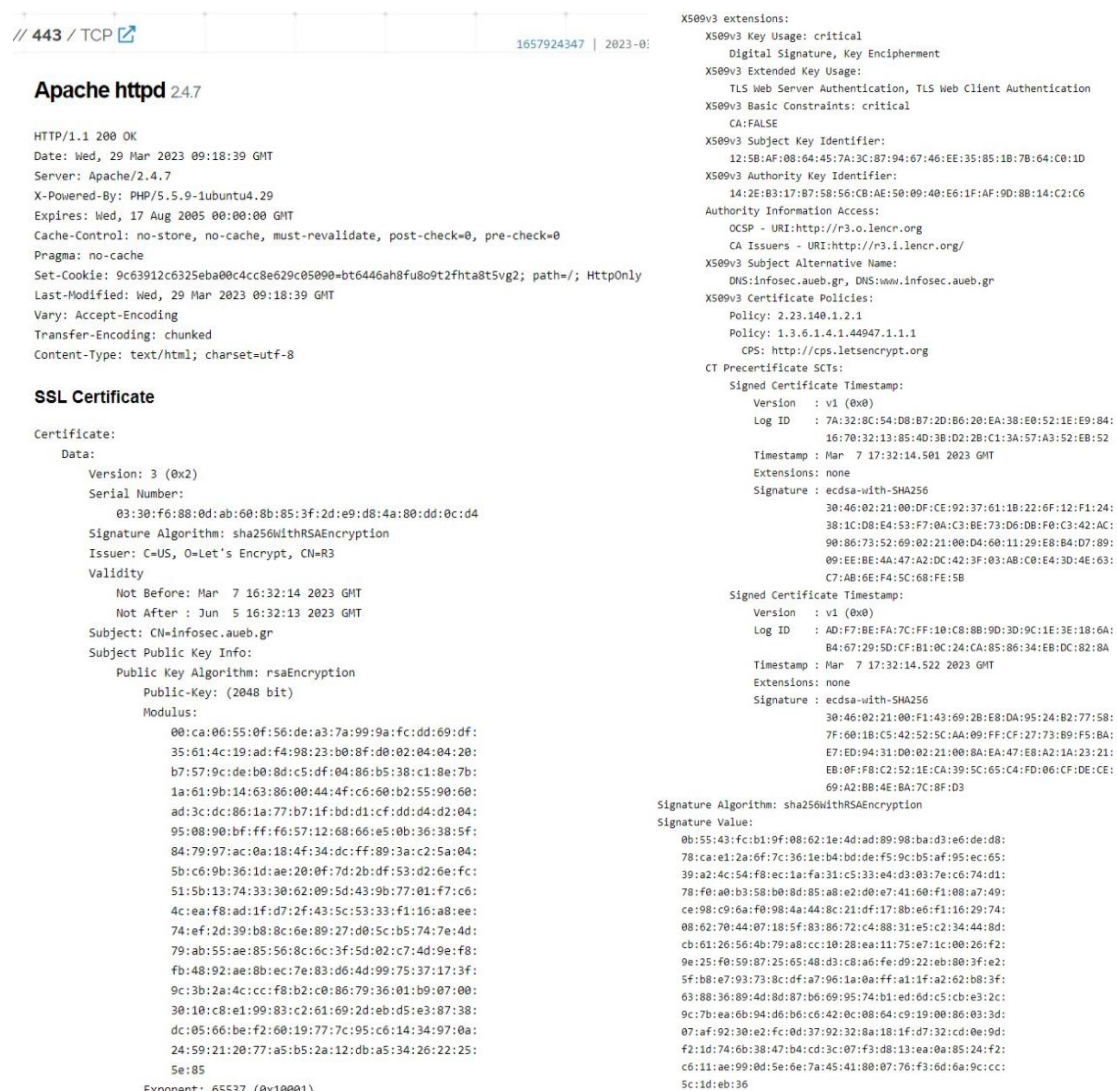 // 443 / TCP
1657924347 | 2023-03
Apache httpd 2.4.7
HTTP/1.1 200 OK
Date: Wed, 29 Mar 2023 09:18:39 GMT
Server: Apache/2.4.7
X-Powered-By: PHP/5.5.9-1ubuntu4.29
Expires: Wed, 17 Aug 2005 00:00:00 GMT
Cache-Control: no-store, no-cache, must-revalidate, post-check=0, pre-check=0
Pragma: no-cache
Set-Cookie: 9c63912c6325eba00c4cc8e629c05090=bt6446ah8fu8o9t2fhta8t5vg2; path=/; HttpOnly
Last-Modified: Wed, 29 Mar 2023 09:18:39 GMT
Vary: Accept-Encoding
Transfer-Encoding: chunked
Content-Type: text/html; charset=utf-8
SSL Certificate
Certificate:
Data:
Version: 3 (0x2)
Serial Number:
03:30:f6:88:0d:ab:60:8b:85:3f:2d:e9:d8:4a:80:dd:0c:d4
Signature Algorithm: sha256WithRSAEncryption
Issuer: C=US, O=Let's Encrypt, CN=R3
Validity
Not Before: Mar  7 16:32:14 2023 GMT
Not After : Jun  5 16:32:13 2023 GMT
Subject: CN=infosec.aueb.gr
Subject Public Key Info:
Public Key Algorithm: rsaEncryption
Public-Key: (2048 bit)
Modulus:
00:ca:06:55:0f:56:de:a3:7a:99:9a:fc:dd:69:df:
35:61:4c:19:ad:f4:98:23:b0:8f:d0:02:04:04:20:
b7:57:9c:de:b0:8d:c5:df:04:86:b5:38:c1:8e:7b:
1a:61:9b:14:63:86:00:44:4f:c6:60:b2:55:90:60:
ad:3c:dc:86:1a:77:b7:1f:bd:d1:cf:dd:d4:d2:04:
95:08:90:bf:ff:f6:57:12:68:66:e5:0b:36:38:5f:
84:79:97:ac:0a:18:4f:34:dc:ff:89:3a:c2:5a:04:
5b:c6:9b:36:1d:ae:20:0f:7d:2b:df:53:d2:6e:fc:
51:5b:13:74:33:30:62:09:5d:43:9b:77:01:f7:c6:
4c:ea:f8:ad:1f:d7:2f:43:5c:53:33:f1:16:a8:ee:
74:ef:2d:39:b8:8c:6e:89:27:d0:5c:b5:74:7e:4d:
79:ab:55:ae:85:56:8c:6c:3f:5d:02:c7:4d:9e:f8:
fb:48:92:ae:8b:ec:7e:83:d6:4d:99:75:37:17:3f:
9c:3b:2a:4c:cc:f8:b2:c0:86:79:36:01:b9:07:00:
30:10:c8:e1:99:83:c2:61:69:2d:eb:d5:e3:87:38:
dc:05:66:be:f2:60:19:77:7c:95:c6:14:34:97:0a:
24:59:21:20:77:a5:b5:2a:12:db:a5:34:26:22:25:
5e:85
Exponent: 65537 (0x10001)
X509v3 extensions:
X509v3 Key Usage: critical
Digital Signature, Key Encipherment
X509v3 Extended Key Usage:
TLS Web Server Authentication, TLS Web Client Authentication
X509v3 Basic Constraints: critical
CA:FALSE
X509v3 Subject Key Identifier:
12:5B:AF:08:64:45:7A:3C:87:94:67:46:EE:35:85:1B:7B:64:C0:1D
X509v3 Authority Key Identifier:
14:2E:B3:17:B7:58:56:CB:AE:50:09:40:E6:1F:AF:9D:8B:14:C2:C6
Authority Information Access:
OCSP - URI:http://r3.o.lencr.org
CA Issuers - URI:http://r3.i.lencr.org/
X509v3 Subject Alternative Name:
DNS:infosec.aueb.gr, DNS:www.infosec.aueb.gr
X509v3 Certificate Policies:
Policy: 2.23.140.1.2.1
Policy: 1.3.6.1.4.1.44947.1.1.1
CPS: http://cps.letsencrypt.org
CT Precertificate SCTs:
Signed Certificate Timestamp:
Version   : v1 (0x0)
Log ID    : 7A:32:8C:54:D8:B7:2D:B6:20:EA:38:E0:52:1E:E9:84:
16:70:32:13:85:4D:3B:D2:2B:C1:3A:57:A3:52:EB:52
Timestamp : Mar  7 17:32:14.501 2023 GMT
Extensions: none
Signature : ecdsa-with-SHA256
30:46:02:21:00:DF:CE:92:37:61:1B:22:6F:12:F1:24:
38:1C:D8:E4:53:F7:0A:C3:BE:73:D6:DB:F0:C3:42:AC:
90:86:73:52:69:02:21:00:D4:60:11:29:E8:B4:D7:89:
09:EE:BE:4A:47:A2:DC:42:3F:03:AB:C0:E4:3D:4E:63:
C7:AB:6E:F4:5C:68:FE:5B
Signed Certificate Timestamp:
Version   : v1 (0x0)
Log ID    : AD:F7:BE:FA:7C:FF:10:C8:8B:9D:3D:9C:1E:3E:18:6A:
B4:67:29:5D:CF:B1:0C:24:CA:85:86:34:EB:DC:82:8A
Timestamp : Mar  7 17:32:14.522 2023 GMT
Extensions: none
Signature : ecdsa-with-SHA256
30:46:02:21:00:F1:43:69:2B:E8:DA:95:24:B2:77:58:
7F:60:1B:C5:42:52:5C:AA:09:FF:CF:27:73:B9:F5:BA:
E7:ED:94:31:D0:02:21:00:8A:EA:47:E8:A2:1A:23:21:
EB:0F:F8:C2:52:1E:CA:39:5C:65:C4:FD:06:CF:DE:CE:
69:A2:BB:4E:BA:7C:8F:D3
Signature Algorithm: sha256WithRSAEncryption
Signature Value:
0b:55:43:fc:b1:9f:08:62:1e:4d:ad:89:98:ba:d3:e6:de:d8:
78:ca:e1:2a:6f:7c:36:1e:b4:bd:de:f5:9c:b5:af:95:ec:65:
39:a2:4c:54:f8:ec:1a:fa:31:c5:33:e4:d3:03:7e:c6:74:d1:
78:f0:a0:b3:58:b0:8d:85:a8:e2:d0:e7:41:60:f1:08:a7:49:
ce:98:c9:6a:f0:98:4a:44:8c:21:df:17:8b:e6:f1:16:29:74:
08:62:70:44:07:18:5f:83:86:72:c4:88:31:e5:c2:34:44:8d:
cb:61:26:56:4b:79:a8:cc:10:28:ea:11:75:e7:1c:00:26:f2:
9e:25:f0:59:87:25:65:48:d3:c8:a6:fe:d9:22:eb:80:3f:e2:
5f:b8:e7:93:73:8c:df:a7:96:1a:0a:ff:a1:1f:a2:62:b8:3f:
63:88:36:89:4d:8d:87:b6:69:95:74:b1:ed:6d:c5:cb:e3:2c:
9c:7b:ea:6b:94:d6:b6:c6:42:0c:08:64:c9:19:00:86:03:3d:
07:af:92:30:e2:fc:0d:37:92:32:8a:18:1f:d7:32:cd:0e:9d:
f2:1d:74:6b:38:47:b4:cd:3c:07:f3:d8:13:ea:0a:85:24:f2:
c6:11:ae:99:0d:5e:6e:7a:45:41:80:07:76:f3:6d:6a:9c:cc:
5c:1d:eb:36